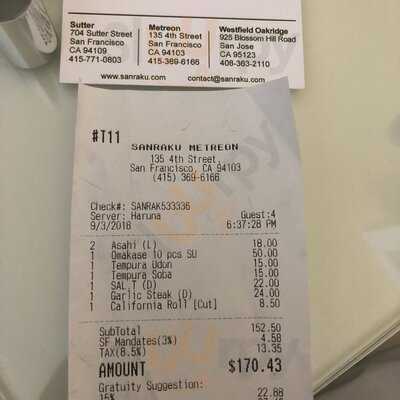 Sutter
704 Sutter Street
San Francisco
CA 94109
415-771-0803
Metreon
135 4th Street
San Francisco
CA 94103
415-369-6166
Westfield Oakridge
925 Blossom Hill Road
San Jose
CA 95123
408-363-2110
www.sanraku.com contact@sanraku.com
#T11
SANRAKU METREON
135 4th Street,
San Francisco, CA 94103
(415) 369-6166
Check#: SANRAK533336
Server: Haruna Guest:4
9/3/2018 6:37:28 PM
2 Asahi (L) 18.00
1 Omakase 10 pcs SU 50.00
1 Tempura Udon 15.00
1 Tempura Soba 15.00
1 SAL.T (D) 22.00
1 Garlic Steak (D) 24.00
1 California Roll [Cut] 8.50
SubTotal 152.50
SF Mandates(3%) 4.58
TAX(8.5%) 13.35
AMOUNT $170.43
Gratuity Suggestion:
15% 22.88